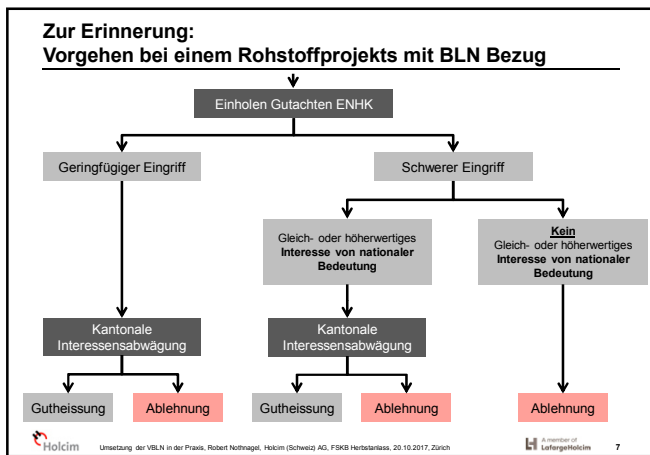 Zur Erinnerung:
Vorgehen bei einem Rohstoffprojekts mit BLN Bezug
Einholen Gutachten ENHK
Geringfügiger Eingriff
Schwerer Eingriff
Gleich- oder höherwertiges
Interesse von nationaler
Bedeutung
Kein
Gleich- oder höherwertiges
Interesse von nationaler
Bedeutung
Kantonale
Interessensabwägung
Kantonale
Interessensabwägung
Gutheissung
Ablehnung
Gutheissung
Ablehnung
Ablehnung
Holcim
Umsetzung der VBLN in der Praxis, Robert Nothnagel, Holcim (Schweiz) AG, FSKB Herbstanlass, 20.10.2017, Zürich
A member of
LafargeHolcim
7